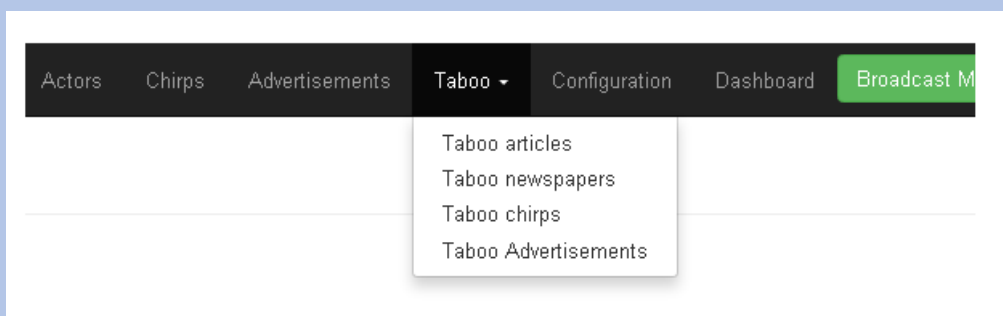 Actors Chirps Advertisements Taboo Configuration Dashboard Broadcast M
Taboo articles
Taboo newspapers
Taboo chirps
Taboo Advertisements